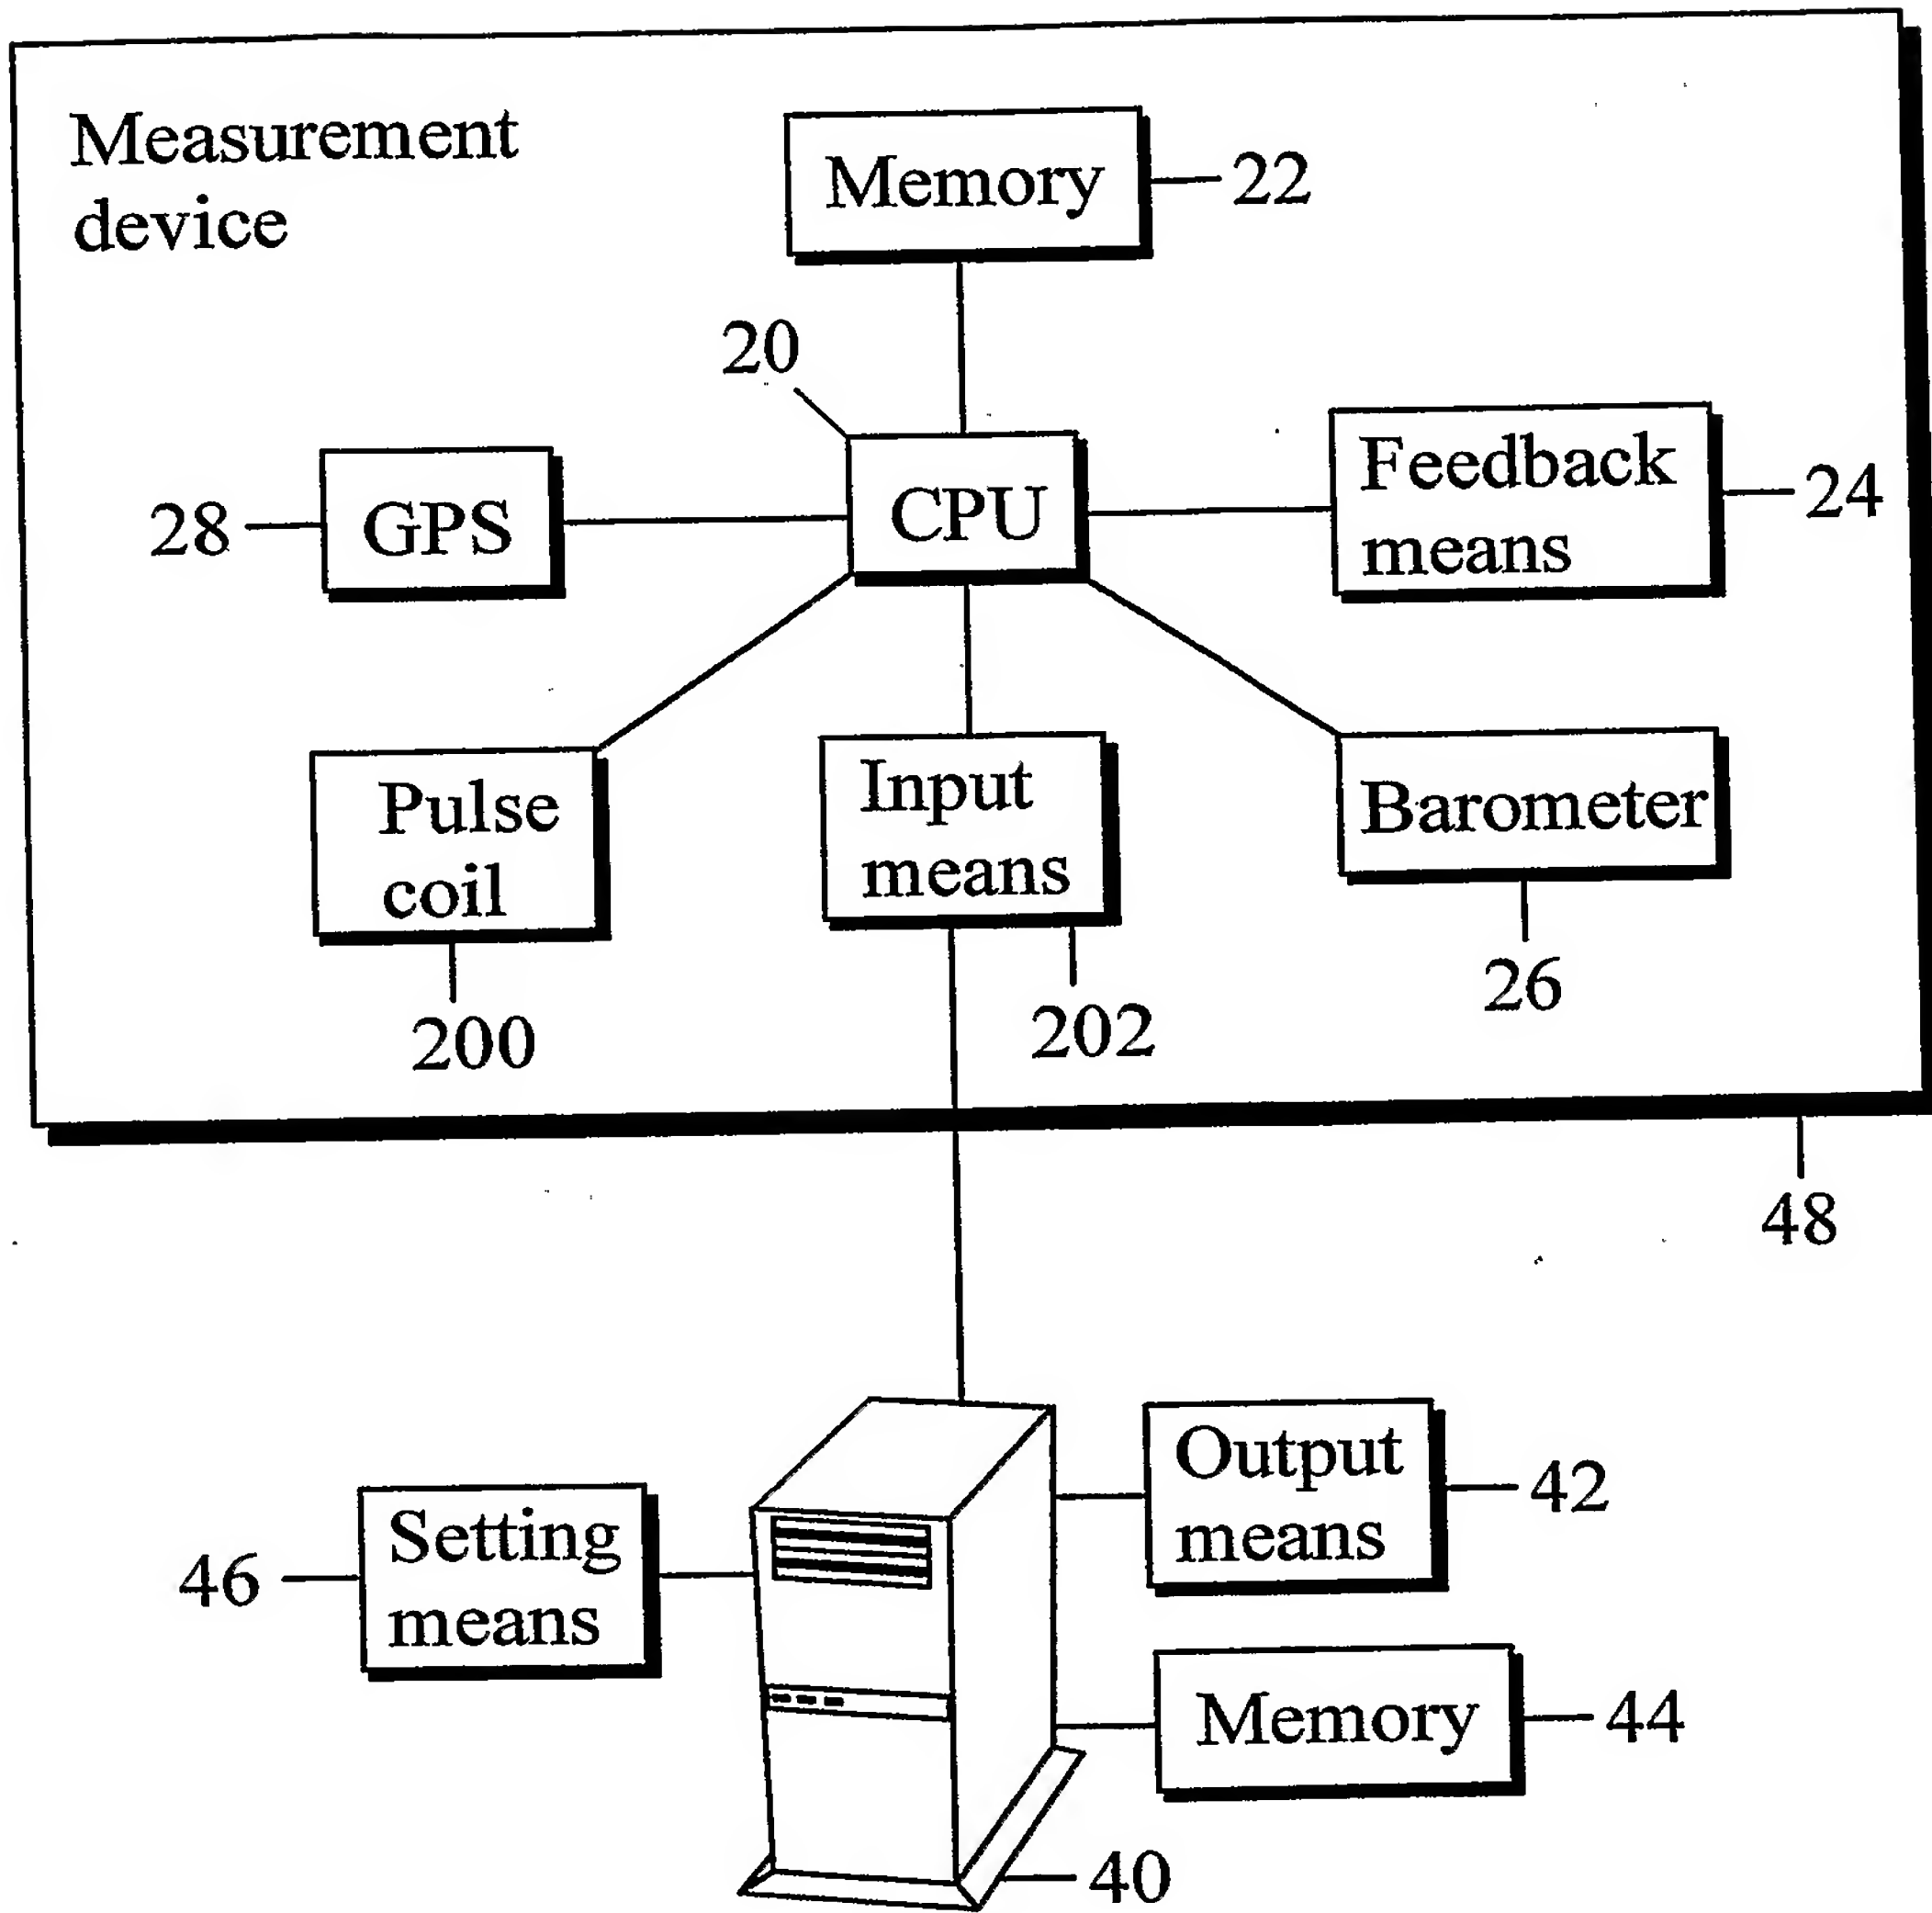 Measurement
device
Memory
22
20
28
GPS
CPU
Feedback
means
24
Pulse
coil
Input
means
Barometer
200
202
26
48
46
Setting
means
Output
means
42
Memory
44
40